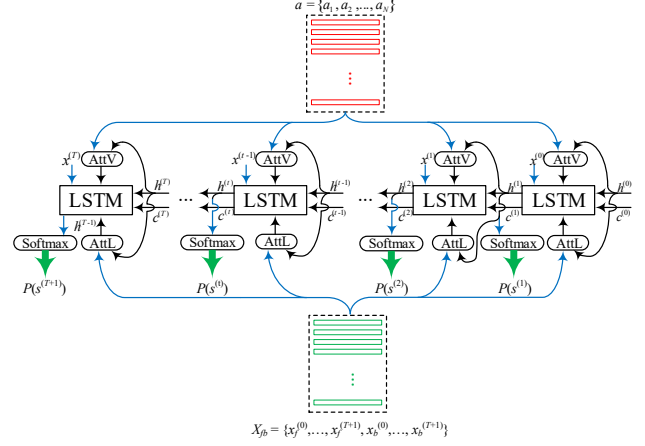 a = {a₁, a₂ ,..., a_N}
x^(T) AttV x^(t-1) AttV x^(1) AttV x^(0) AttV
h^(T) h^(t) h^(t-1) h^(2) h^(1) h^(0)
LSTM ... LSTM ... LSTM LSTM
c^(T) c^(t) c^(t-1) c^(2) c^(1) c^(0)
h^(T-1)
Softmax AttL Softmax AttL Softmax AttL Softmax AttL
P(s^(T+1)) P(s^(t)) P(s^(2)) P(s^(1))
X_fb = {x_f^(0),..., x_f^(T+1), x_b^(0),..., x_b^(T+1)}